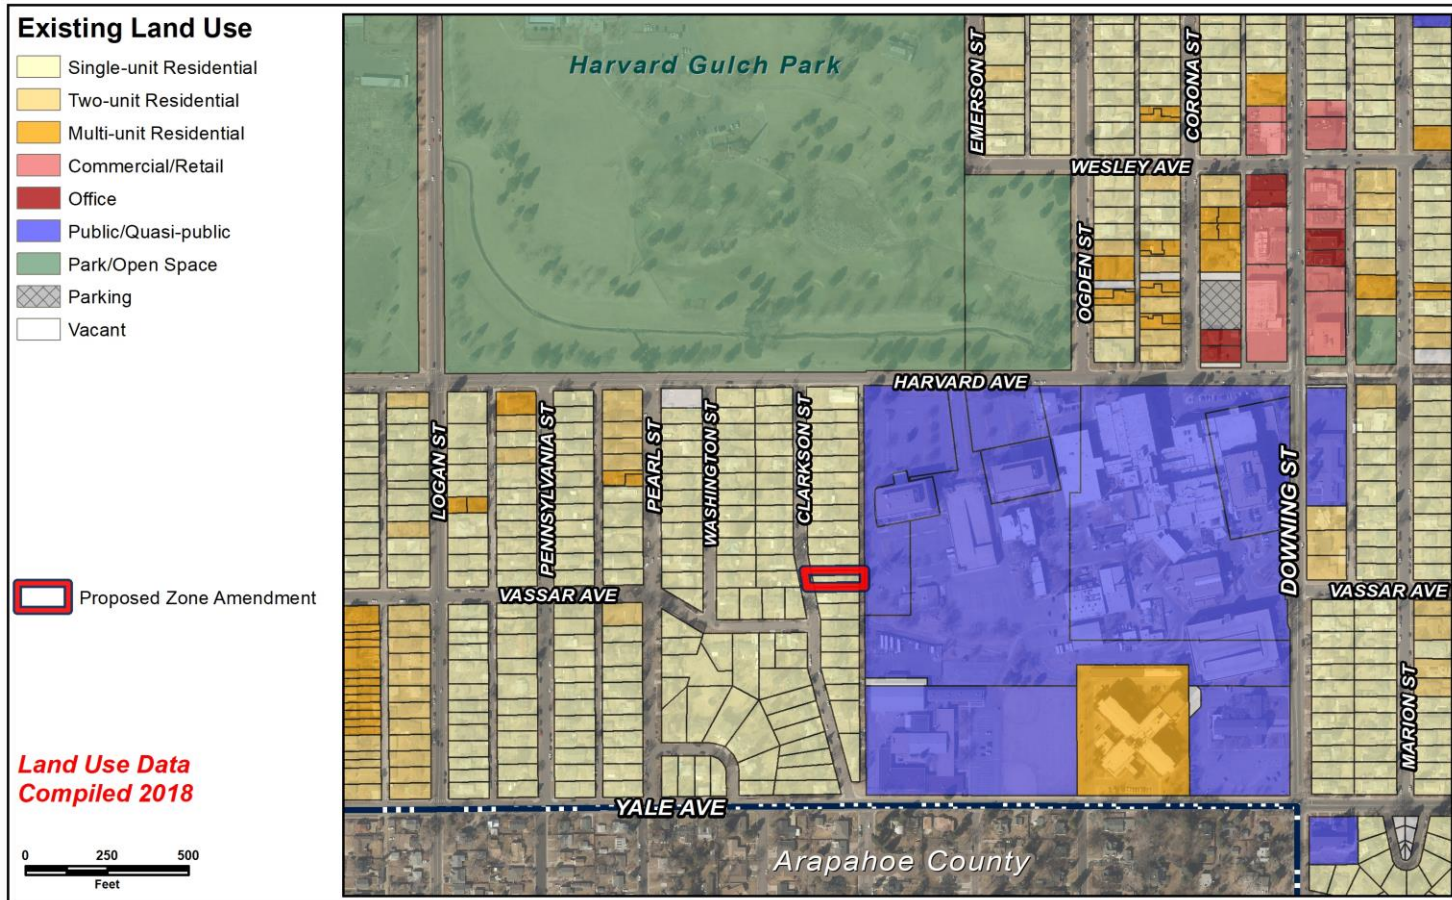 Existing Land Use
Single-unit Residential
Two-unit Residential
Multi-unit Residential
Commercial/Retail
Office
Public/Quasi-public
Park/Open Space
Parking
Vacant
Proposed Zone Amendment
Land Use Data
Compiled 2018
0 250 500
Feet
Harvard Gulch Park
EMERSON ST
CORONA ST
WESLEY AVE
OGDEN ST
HARVARD AVE
LOGAN ST
PENNSYLVANIA ST
PEARL ST
WASHINGTON ST
CLARKSON ST
DOWNING ST
VASSAR AVE
VASSAR AVE
MARION ST
YALE AVE
Arapahoe County